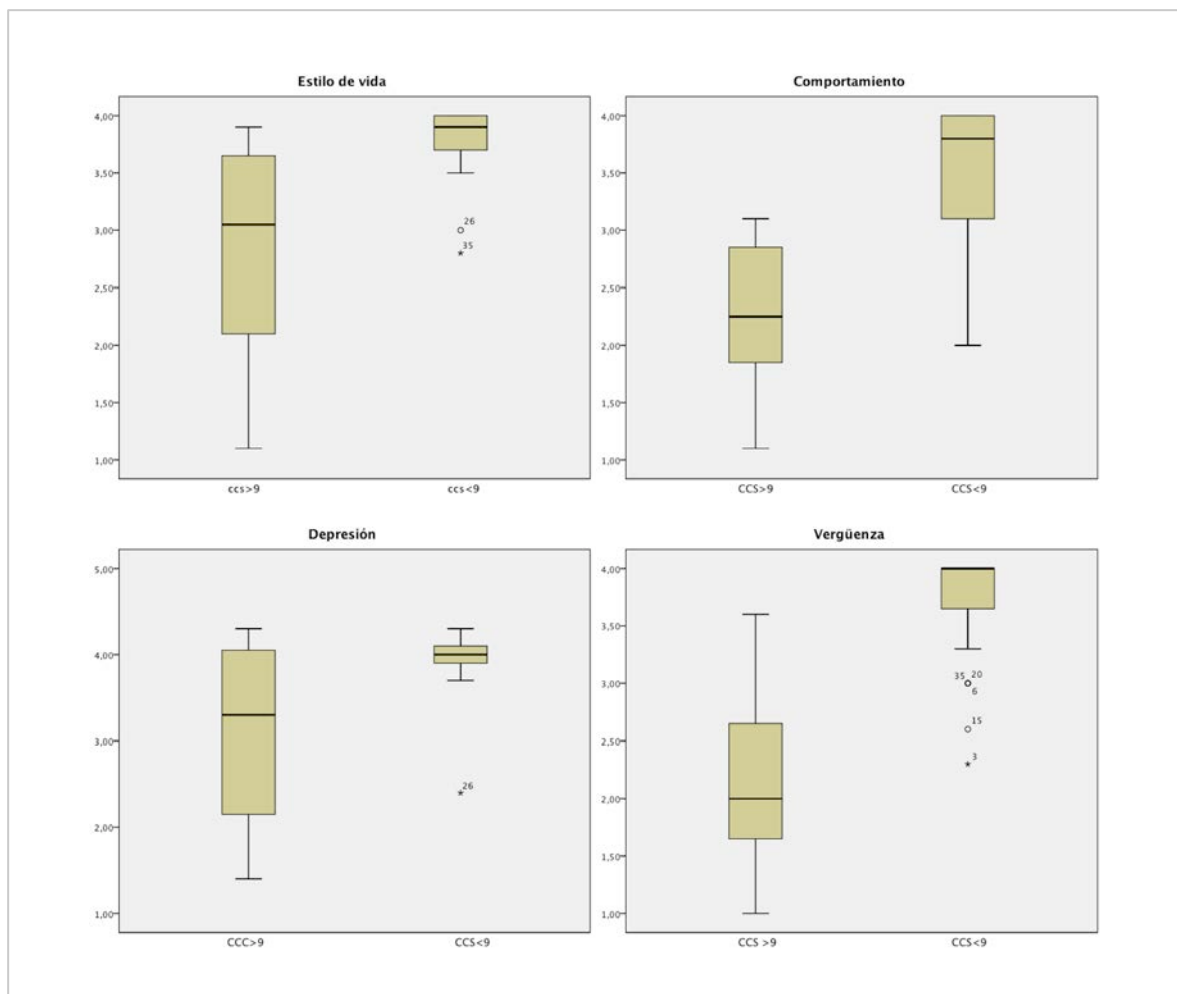 Estilo de vida
4,00
3,50
3,00
2,50
2,00
1,50
1,00
26
35
ccs>9
ccs<9
Comportamiento
4,00
3,50
3,00
2,50
2,00
1,50
1,00
CCS>9
CCS<9
Depresión
5,00
4,00
3,00
2,00
1,00
26
CCC>9
CCS<9
Vergüenza
4,00
3,50
3,00
2,50
2,00
1,50
1,00
35 20
6
15
3
CCS >9
CCS<9